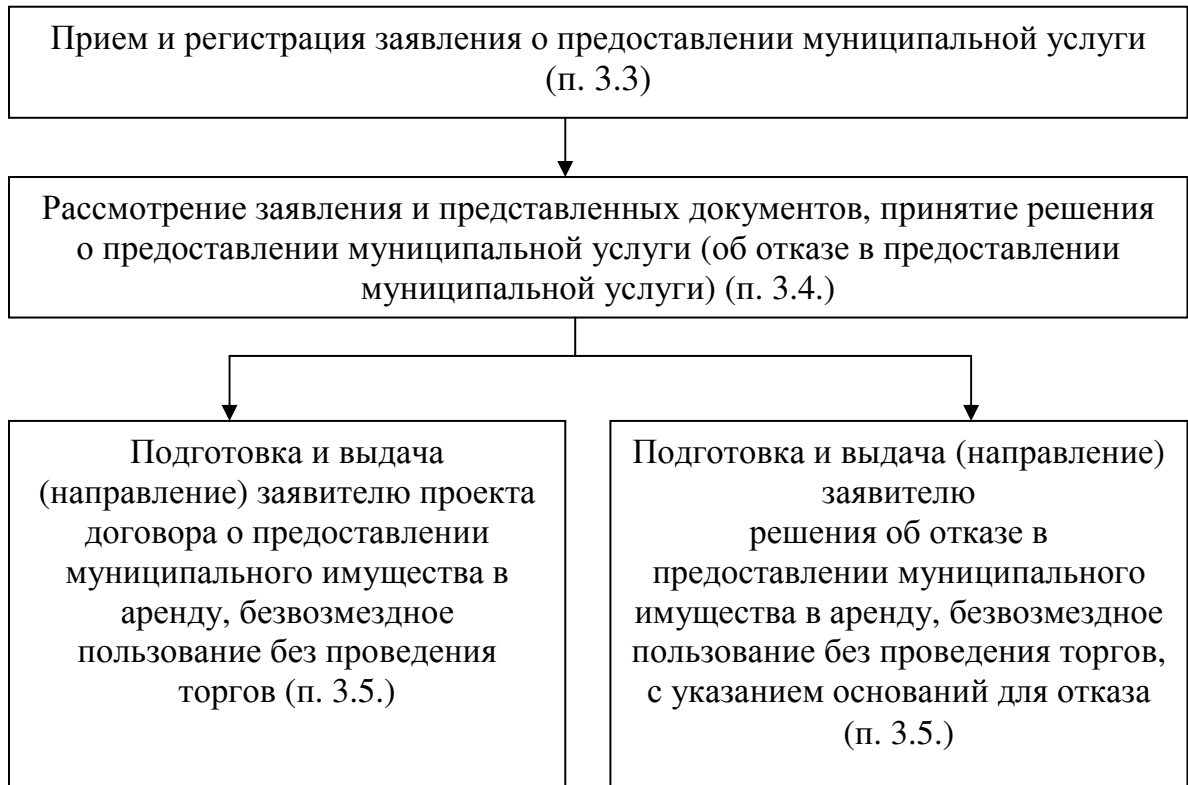 Прием и регистрация заявления о предоставлении муниципальной услуги
(п. 3.3)
Рассмотрение заявления и представленных документов, принятие решения
о предоставлении муниципальной услуги (об отказе в предоставлении
муниципальной услуги) (п. 3.4.)
Подготовка и выдача
(направление) заявителю проекта
договора о предоставлении
муниципального имущества в
аренду, безвозмездное
пользование без проведения
торгов (п. 3.5.)
Подготовка и выдача (направление)
заявителю
решения об отказе в
предоставлении муниципального
имущества в аренду, безвозмездное
пользование без проведения торгов,
с указанием оснований для отказа
(п. 3.5.)